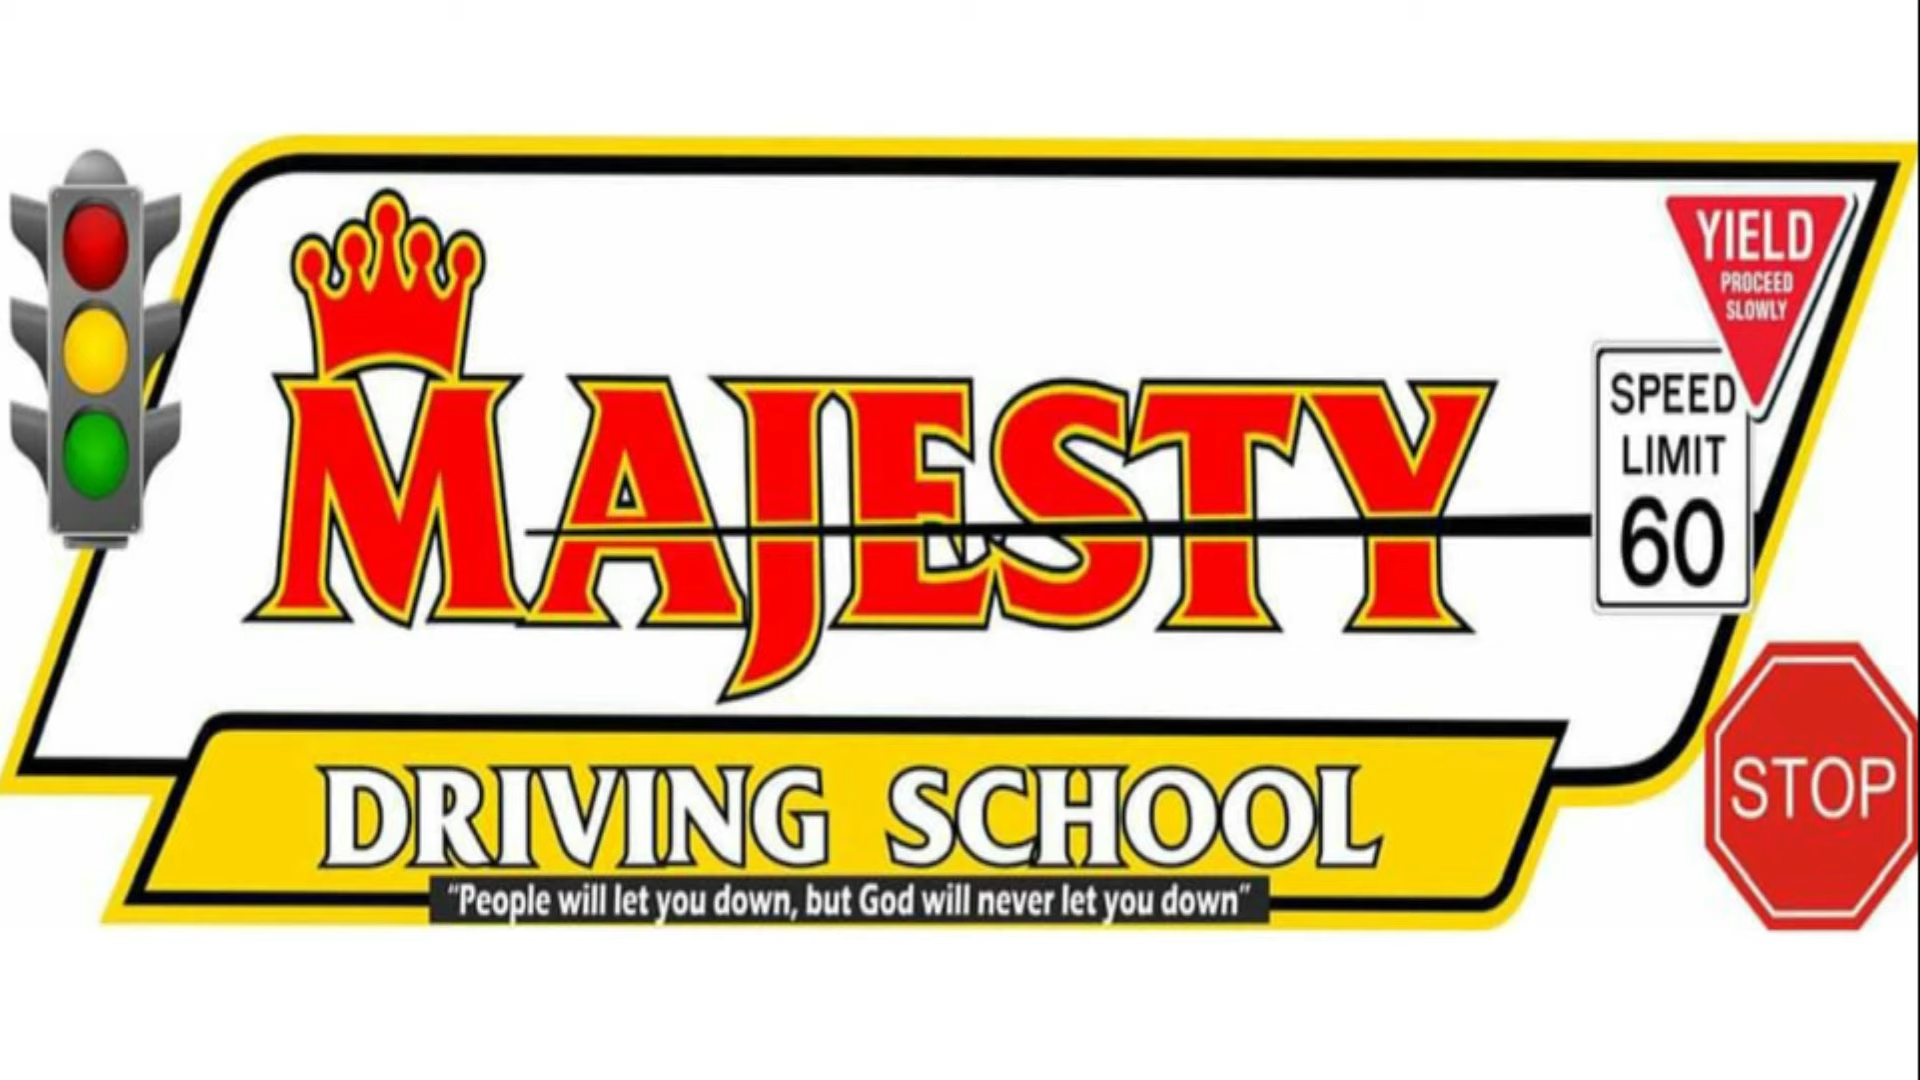 YIELD
PROCEED
SLOWLY
MAJESTY
SPEED
LIMIT
60
STOP
DRIVING SCHOOL
“People will let you down, but God will never let you down”